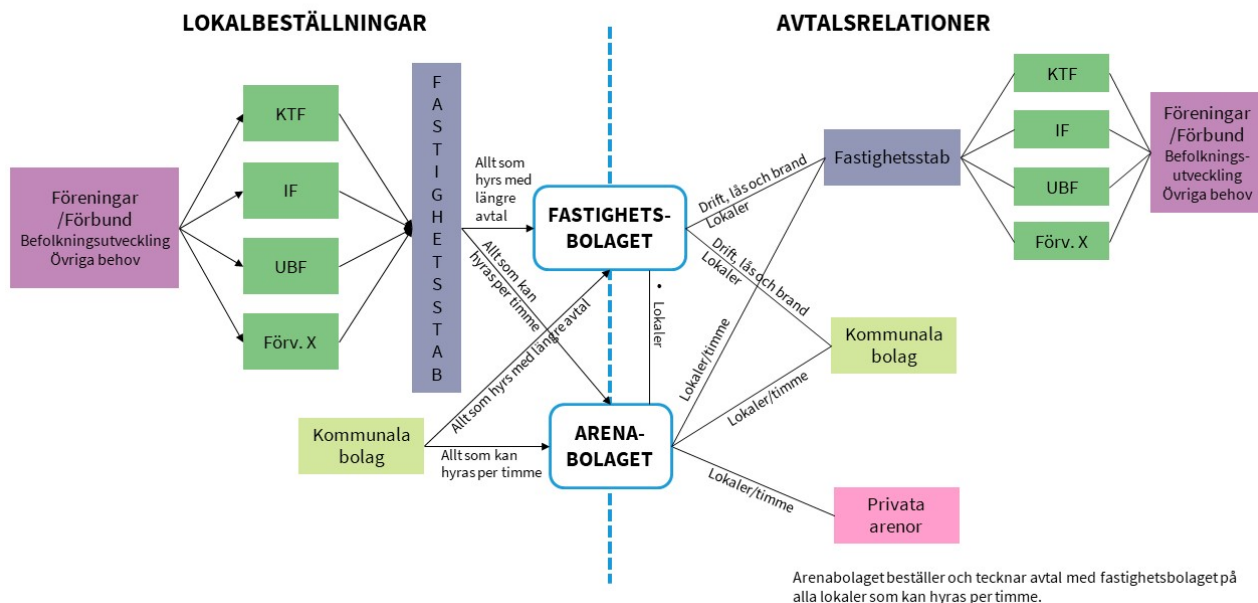 LOKALBESTÄLLNINGAR
AVTALSRELATIONER
Föreningar
/Förbund
Befolkningsutveckling
Övriga behov
KTF
IF
UBF
Förv. X
F
A
S
T
I
G
H
E
T
S
S
T
A
B
Allt som
hyrs med
längre
avtal
Allt som kan
hyras per timme
Allt som hyrs med längre avtal
Kommunala
bolag
Allt som kan
hyras per timme
FASTIGHETS-
BOLAGET
• Lokaler
ARENA-
BOLAGET
Drift, lås och brand
Lokaler
Drift, lås och brand
Lokaler
Lokaler/timme
Lokaler/timme
Lokaler/timme
Fastighetsstab
Kommunala
bolag
Privata
arenor
KTF
IF
UBF
Förv. X
Föreningar
/Förbund
Befolknings-
utveckling
Övriga behov
Arenabolaget beställer och tecknar avtal med fastighetsbolaget på
alla lokaler som kan hyras per timme.